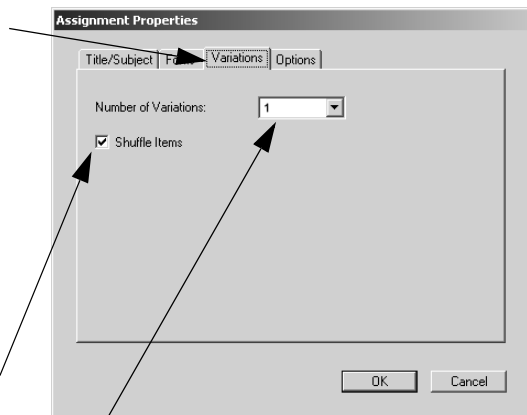 Assignment Properties
Title/Subject Variations Options
Number of Variations: 1
Shuffle Items
OK Cancel